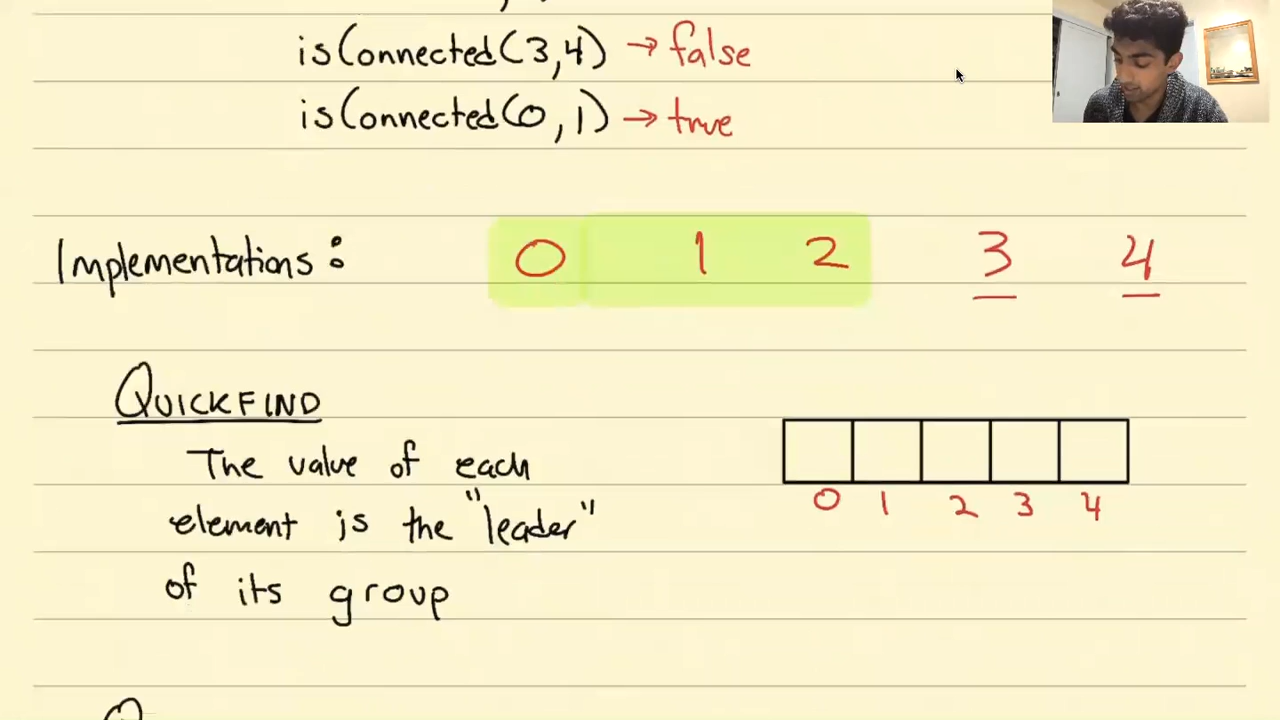 isConnected(3,4) → false
isConnected(0,1) → true
Implementations: 0 1 2 3 4
QUICKFIND
The value of each
element is the "leader"
of its group
0 1 2 3 4